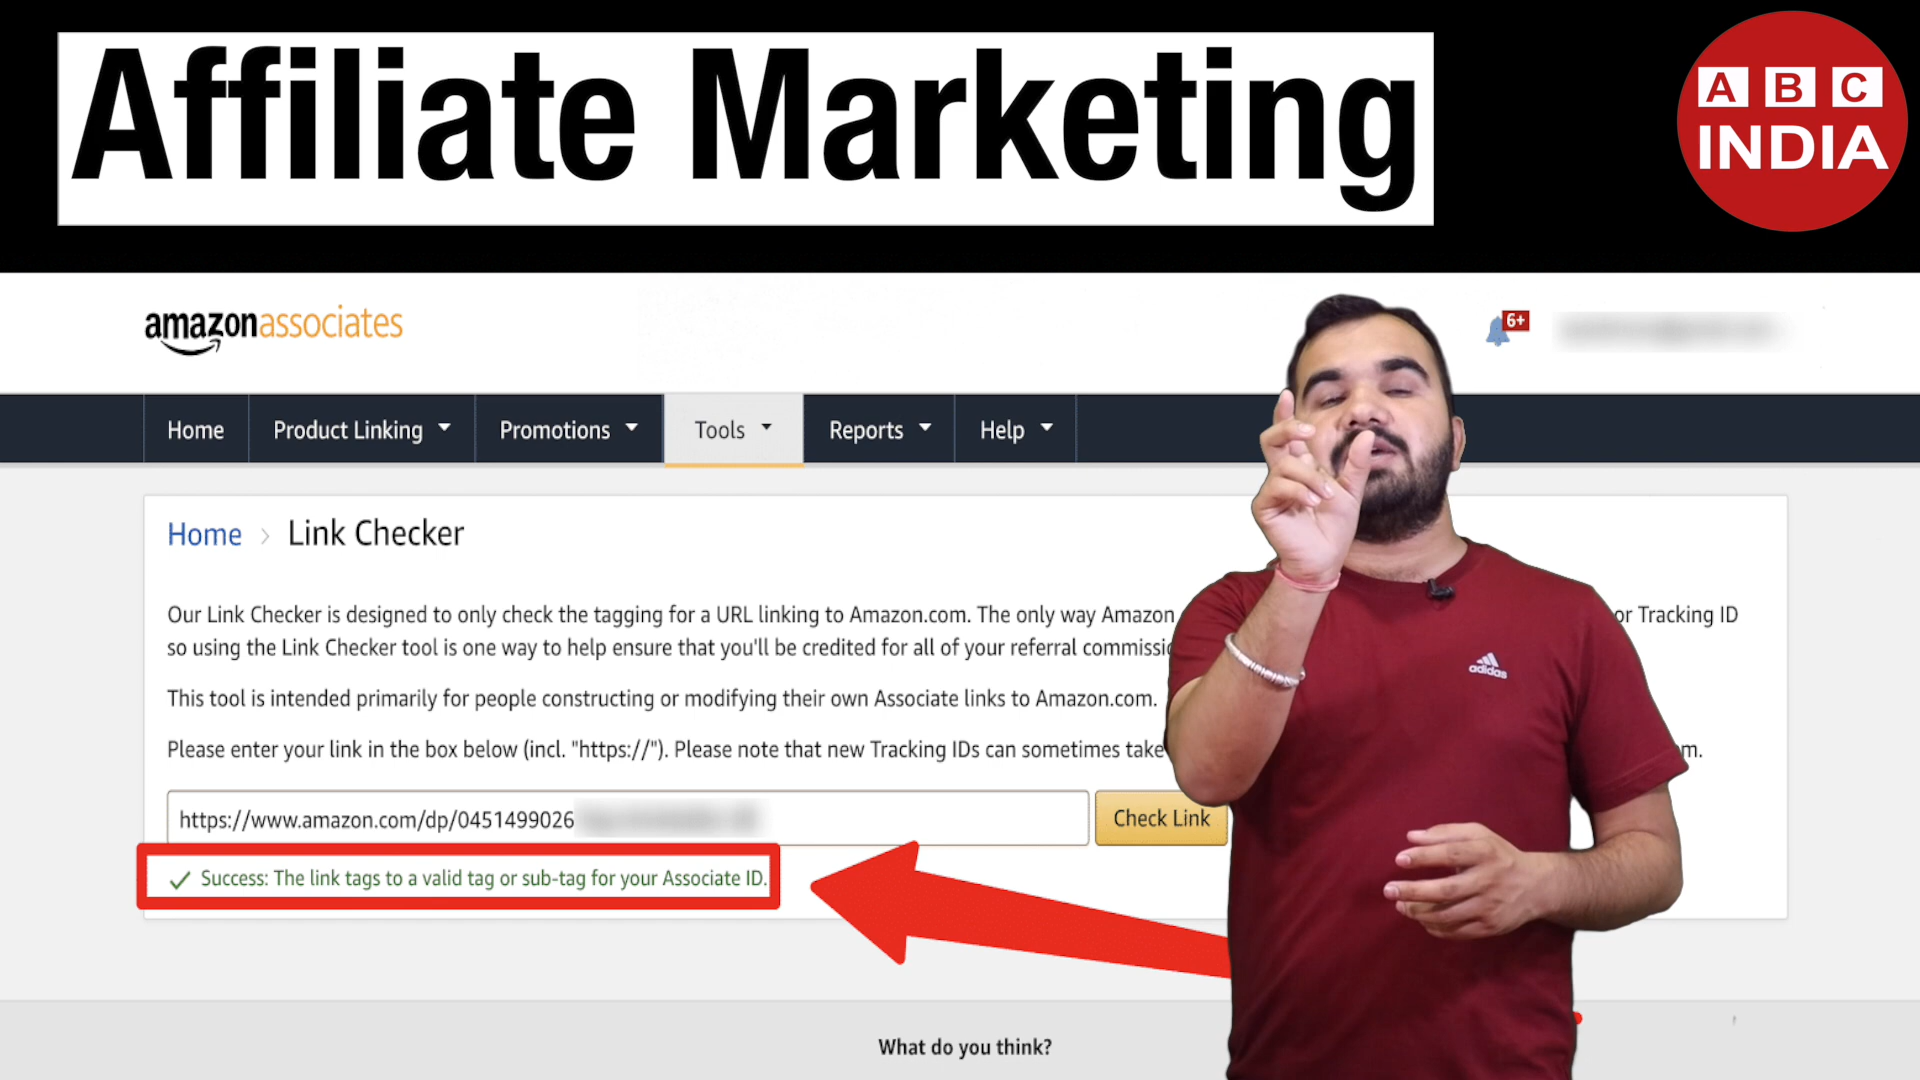 Affiliate Marketing
A B C
INDIA
amazonassociates
6+
Home Product Linking Promotions Tools Reports Help
Home > Link Checker
Our Link Checker is designed to only check the tagging for a URL linking to Amazon.com. The only way Amazon or Tracking ID
so using the Link Checker tool is one way to help ensure that you'll be credited for all of your referral
This tool is intended primarily for people constructing or modifying their own Associate links to Amazon.com.
Please enter your link in the box below (incl. "https://"). Please note that new Tracking IDs can sometimes take
https://www.amazon.com/dp/0451499026
Check Link
✓ Success: The link tags to a valid tag or sub-tag for your Associate ID.
adidas
What do you think?